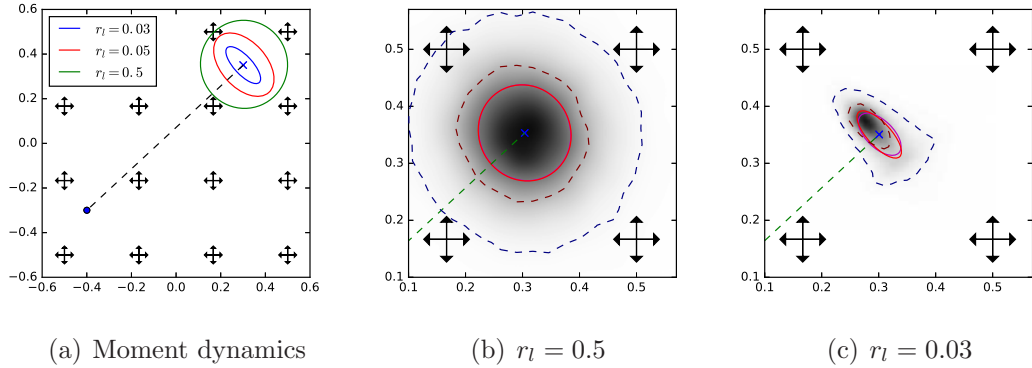 0.6
0.4
0.2
0.0
−0.2
−0.4
−0.6
−0.6 −0.4 −0.2 0.0 0.2 0.4 0.6
r_l = 0.03
r_l = 0.05
r_l = 0.5
(a) Moment dynamics
0.5
0.4
0.3
0.2
0.1
0.1 0.2 0.3 0.4 0.5
(b) r_l = 0.5
0.5
0.4
0.3
0.2
0.1
0.1 0.2 0.3 0.4 0.5
(c) r_l = 0.03